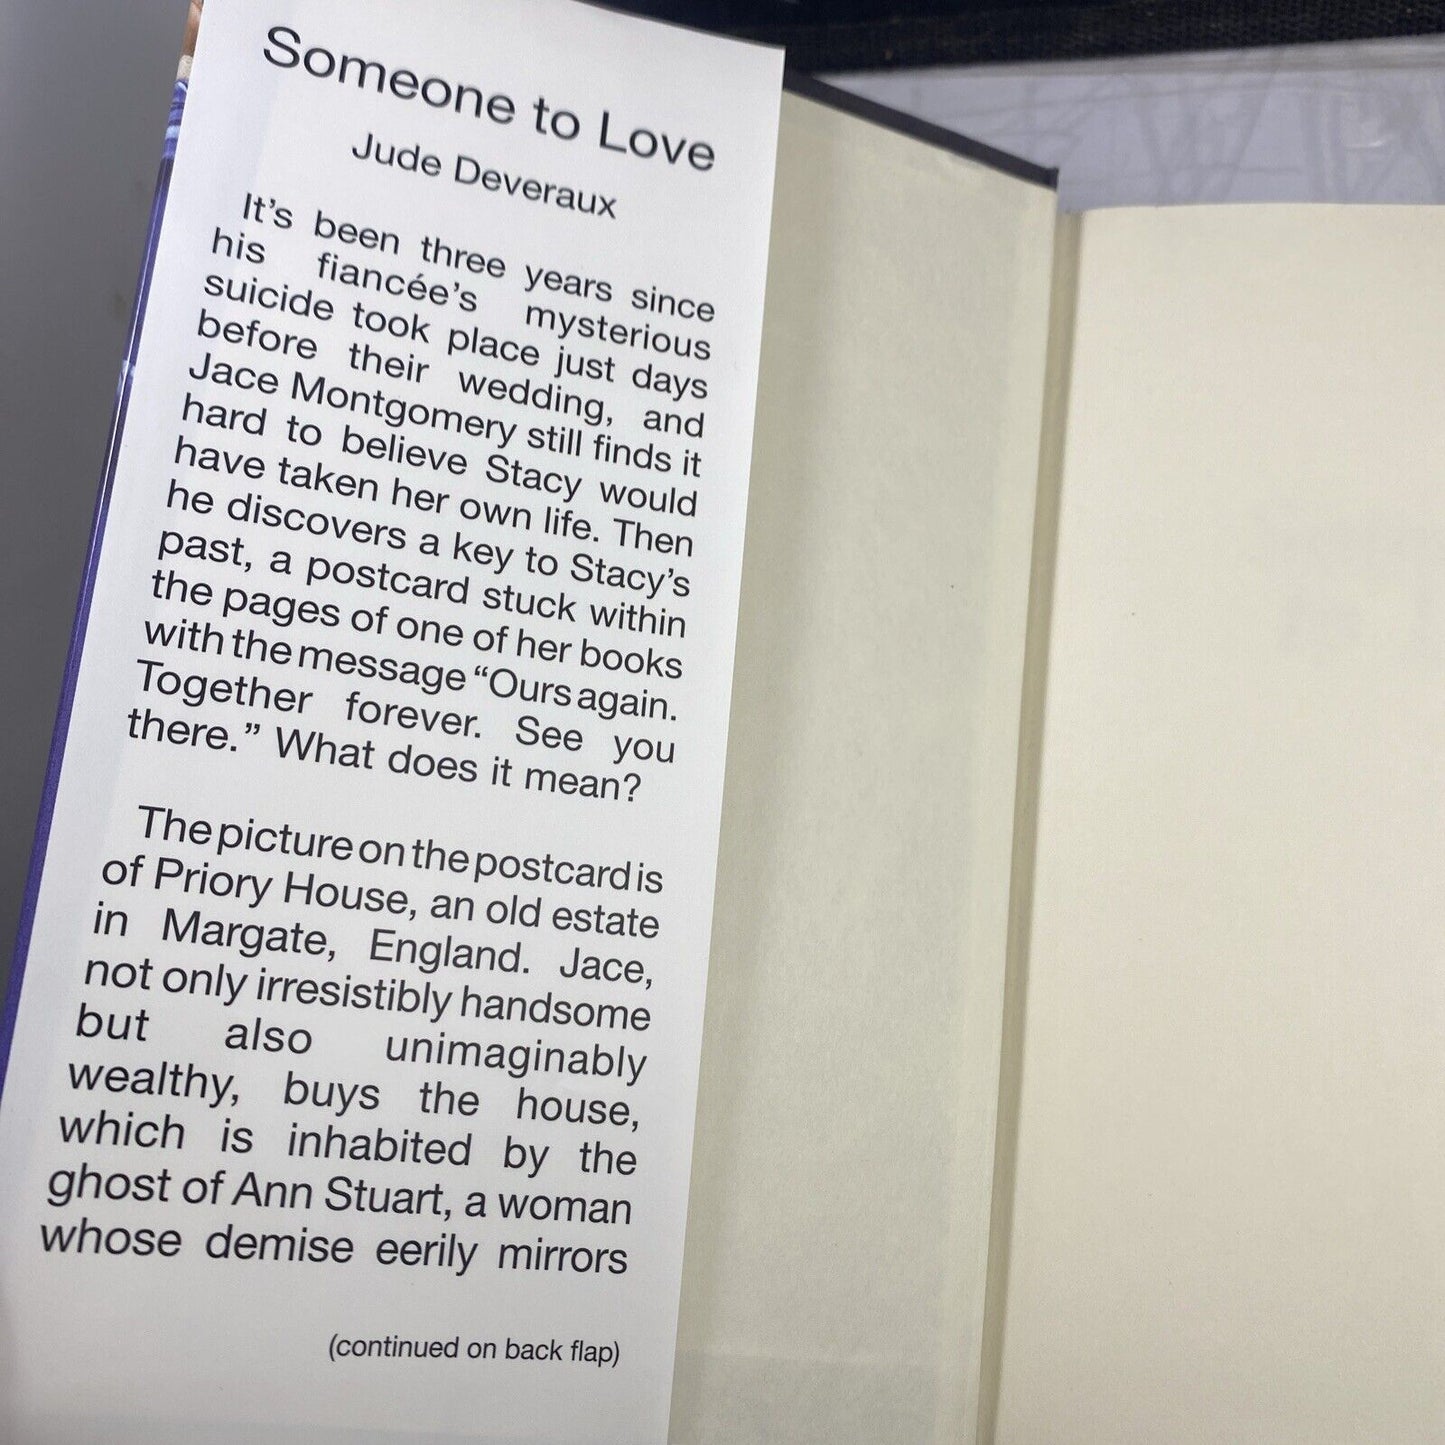 Someone to Love
Jude Deveraux
It's been three years since
his fiancée's mysterious
suicide took place just days
before their wedding, and
Jace Montgomery still finds it
hard to believe Stacy would
have taken her own life. Then
he discovers a key to Stacy's
past, a postcard stuck within
the pages of one of her books
with the message “Ours again.
Together forever. See you
there.” What does it mean?
The picture on the postcard is
of Priory House, an old estate
in Margate, England. Jace,
not only irresistibly handsome
but also unimaginably
wealthy, buys the house,
which is inhabited by the
ghost of Ann Stuart, a woman
whose demise eerily mirrors
(continued on back flap)